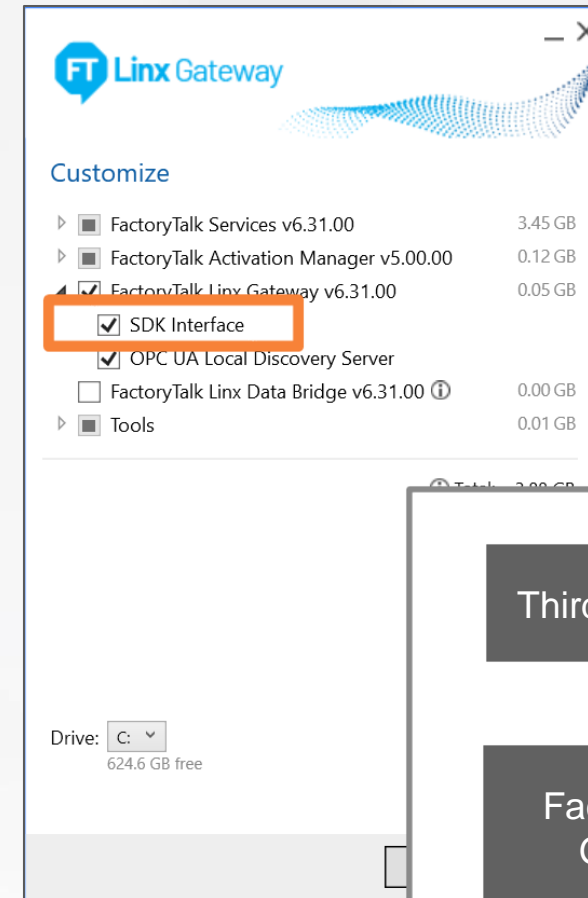 FT Linx Gateway
Customize
FactoryTalk Services v6.31.00 3.45 GB
FactoryTalk Activation Manager v5.00.00 0.12 GB
FactoryTalk Linx Gateway v6.31.00 0.05 GB
SDK Interface
OPC UA Local Discovery Server
FactoryTalk Linx Data Bridge v6.31.00 0.00 GB
Tools 0.01 GB
Drive: C:
624.6 GB free